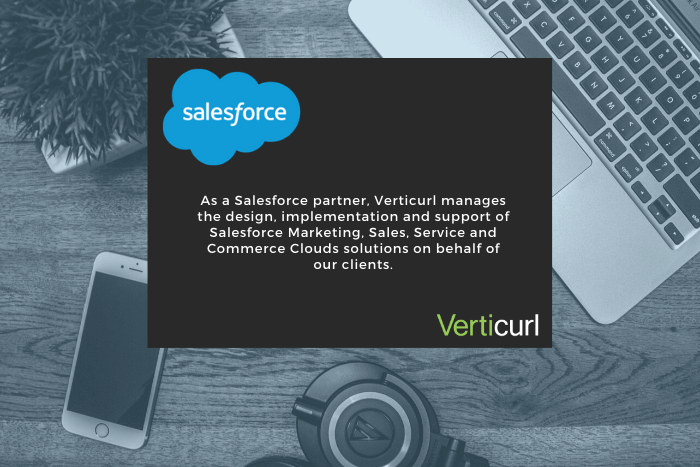 salesforce
As a Salesforce partner, Verticurl manages
the design, implementation and support of
Salesforce Marketing, Sales, Service and
Commerce Clouds solutions on behalf of
our clients.
Verticurl